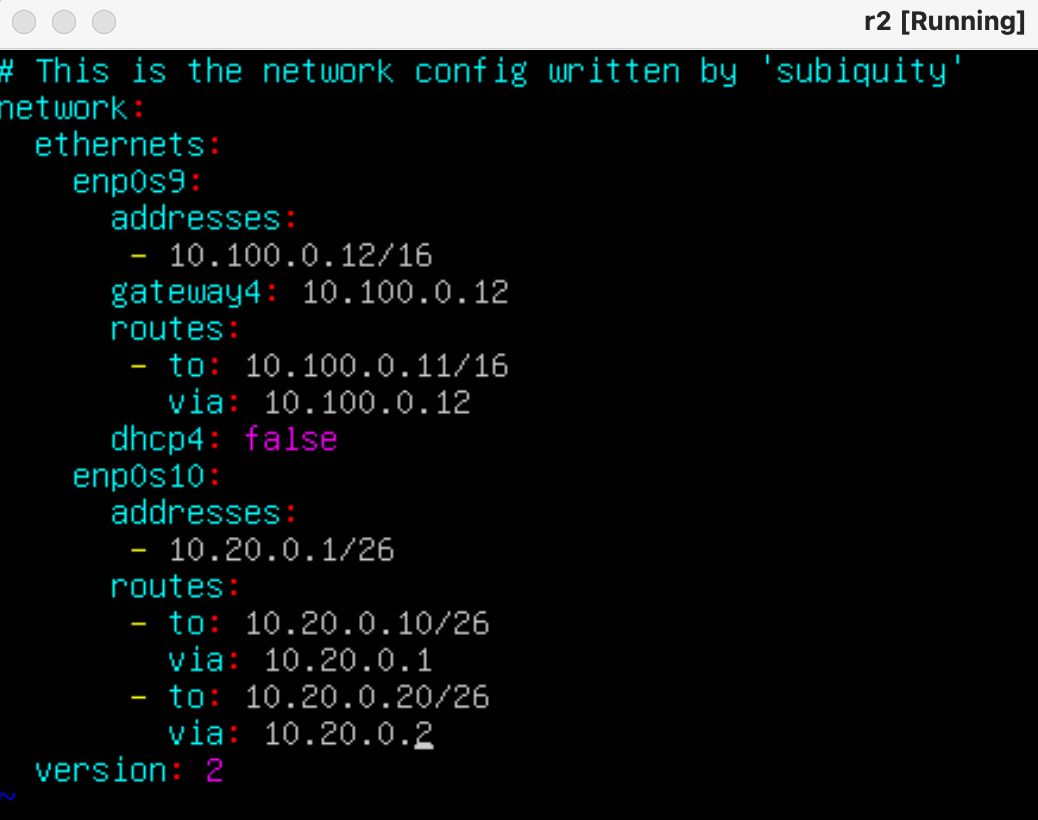 r2 [Running]
# This is the network config written by 'subiquity'
network:
  ethernets:
    enp0s9:
      addresses:
       - 10.100.0.12/16
      gateway4: 10.100.0.12
      routes:
       - to: 10.100.0.11/16
         via: 10.100.0.12
      dhcp4: false
    enp0s10:
      addresses:
       - 10.20.0.1/26
      routes:
       - to: 10.20.0.10/26
         via: 10.20.0.1
       - to: 10.20.0.20/26
         via: 10.20.0.2
  version: 2
~